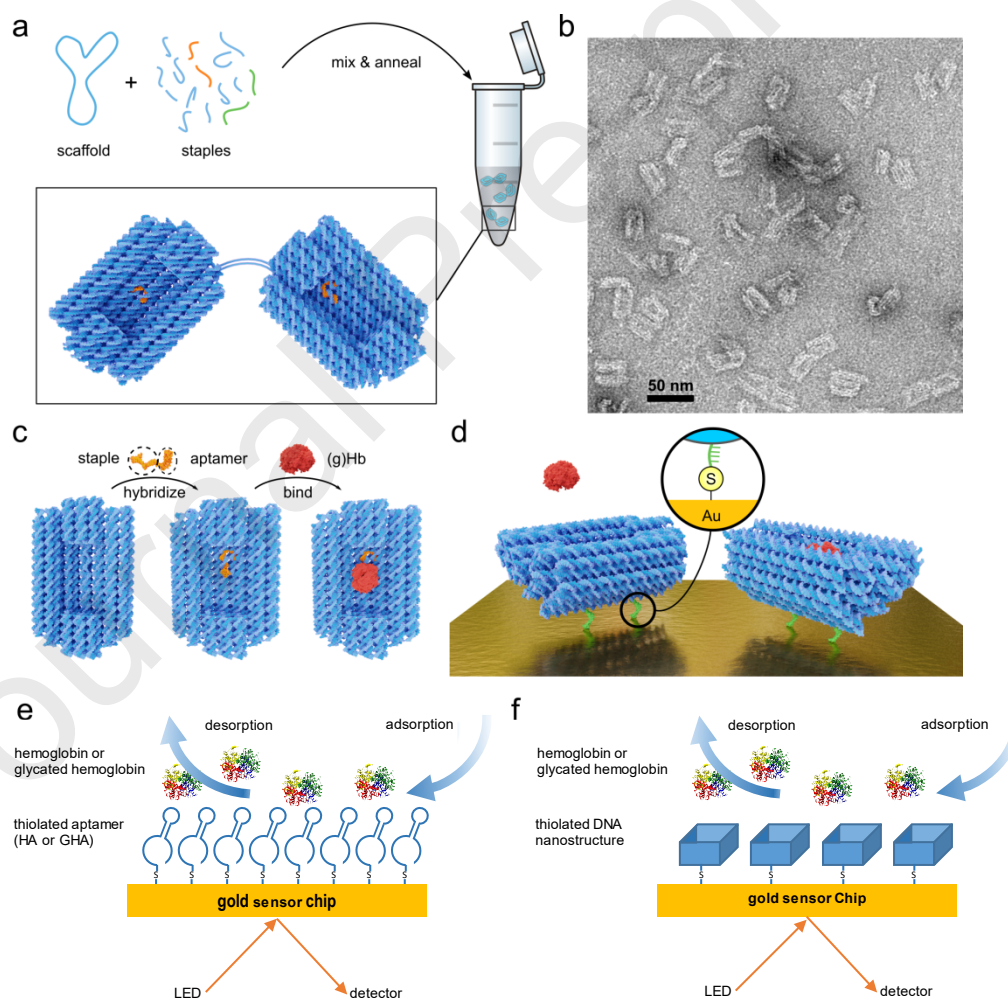 a
scaffold
+
staples
mix & anneal
b
50 nm
c
staple
aptamer
hybridize
(g)Hb
bind
d
S
Au
e
desorption
adsorption
hemoglobin or
glycated hemoglobin
thiolated aptamer
(HA or GHA)
S S S S S S S S
gold sensor chip
LED
detector
f
desorption
adsorption
hemoglobin or
glycated hemoglobin
thiolated DNA
nanostructure
S S S S
gold sensor Chip
LED
detector